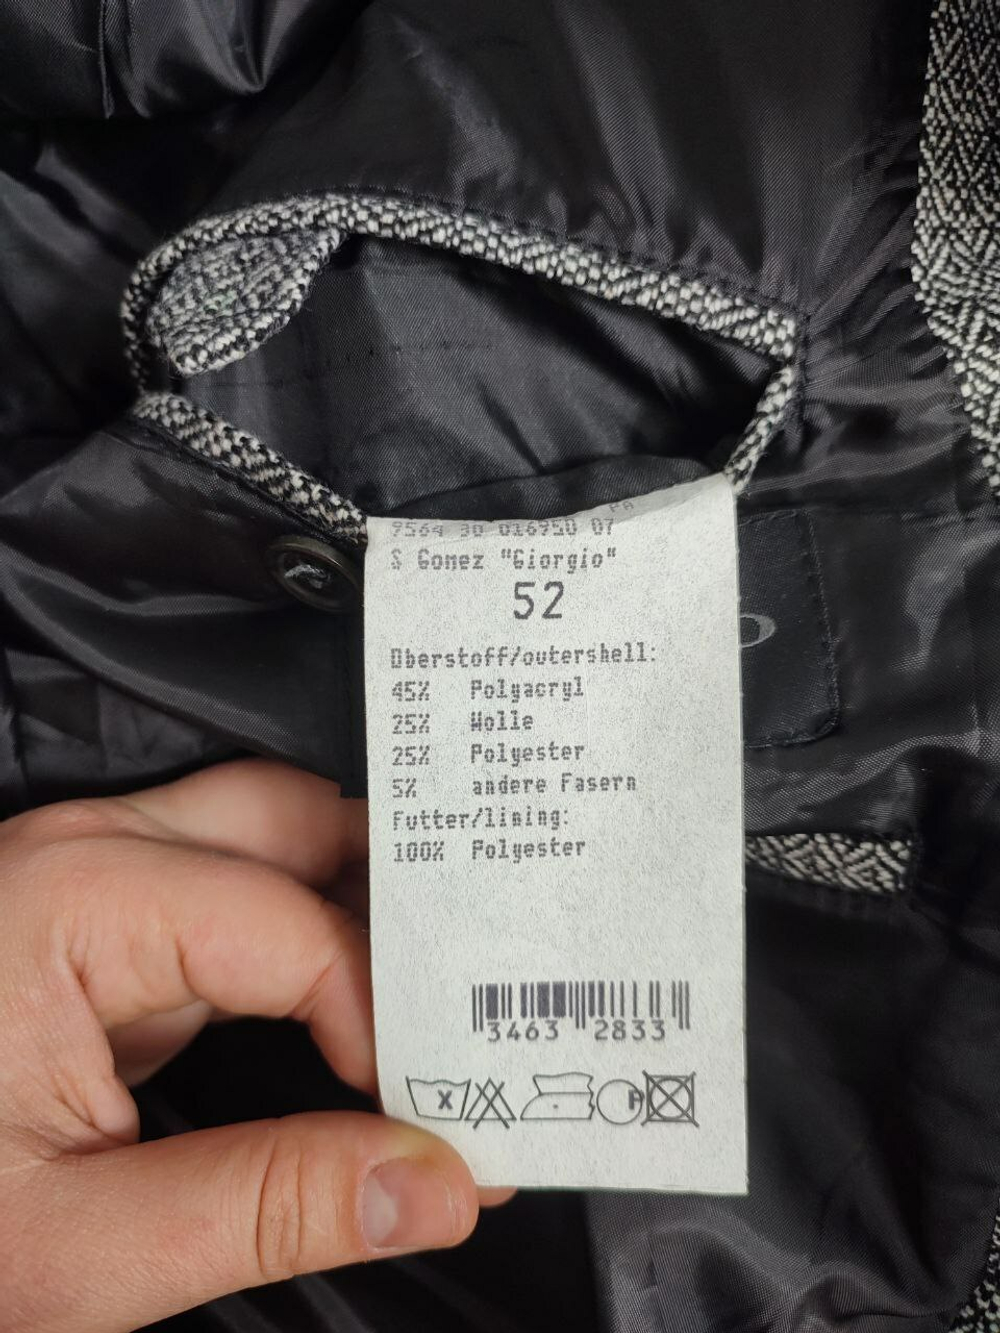 PA
9564 30 016950 07
S Gomez "Giorgio"
52
Oberstoff/outershell:
45% Polyacryl
25% Wolle
25% Polyester
5% andere Fasern
Futter/lining:
100% Polyester
3463 2833
P